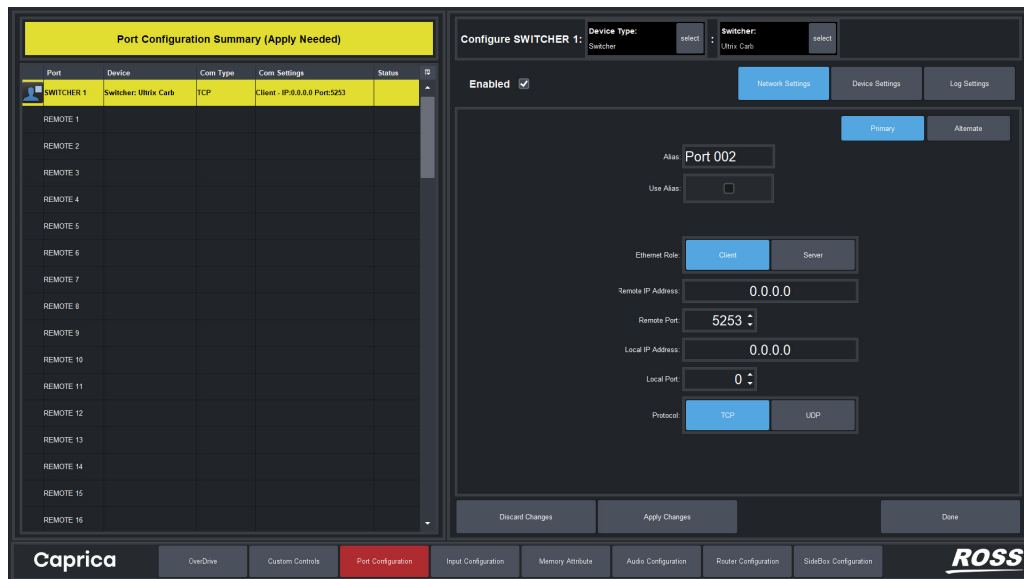 Port Configuration Summary (Apply Needed)
Port Device Com Type Com Settings Status
SWITCHER 1 Switcher: Ultrix Carb TCP Client - IP:0.0.0.0 Port:5253
REMOTE 1
REMOTE 2
REMOTE 3
REMOTE 4
REMOTE 5
REMOTE 6
REMOTE 7
REMOTE 8
REMOTE 9
REMOTE 10
REMOTE 11
REMOTE 12
REMOTE 13
REMOTE 14
REMOTE 15
REMOTE 16
Configure SWITCHER 1: Device Type: Switcher select : Switcher: Ultrix Carb select
Enabled Network Settings Device Settings Log Settings
Primary Alternate
Alias: Port 002
Use Alias:
Ethernet Role: Client Server
Remote IP Address: 0.0.0.0
Remote Port: 5253
Local IP Address: 0.0.0.0
Local Port: 0
Protocol: TCP UDP
Discard Changes Apply Changes Done
Caprica OverDrive Custom Controls Port Configuration Input Configuration Memory Attribute Audio Configuration Router Configuration SideBox Configuration ROSS